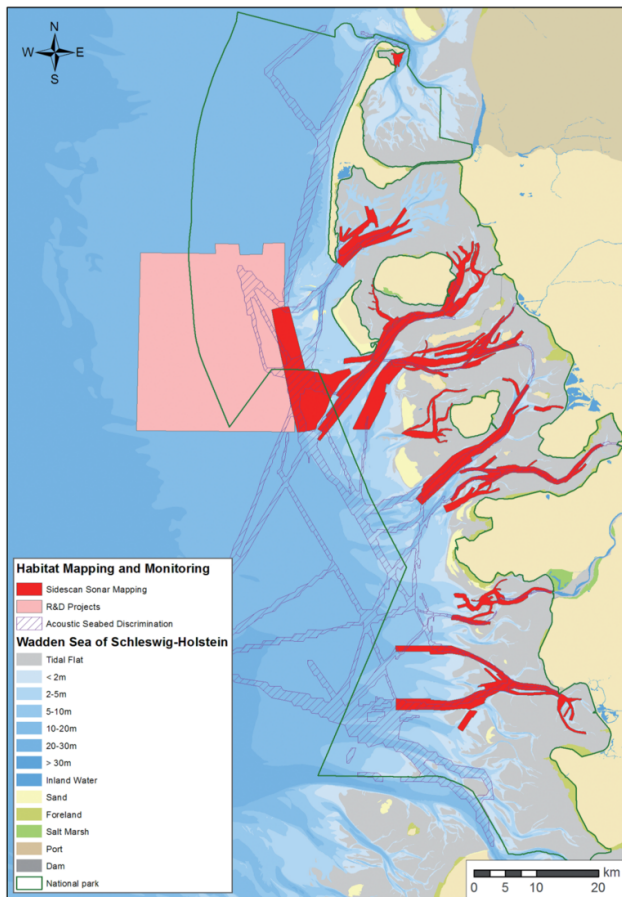 N
W E
S
Habitat Mapping and Monitoring
Sidescan Sonar Mapping
R&D Projects
Acoustic Seabed Discrimination
Wadden Sea of Schleswig-Holstein
Tidal Flat
< 2m
2-5m
5-10m
10-20m
20-30m
> 30m
Inland Water
Sand
Foreland
Salt Marsh
Port
Dam
National park
km
0 5 10 20